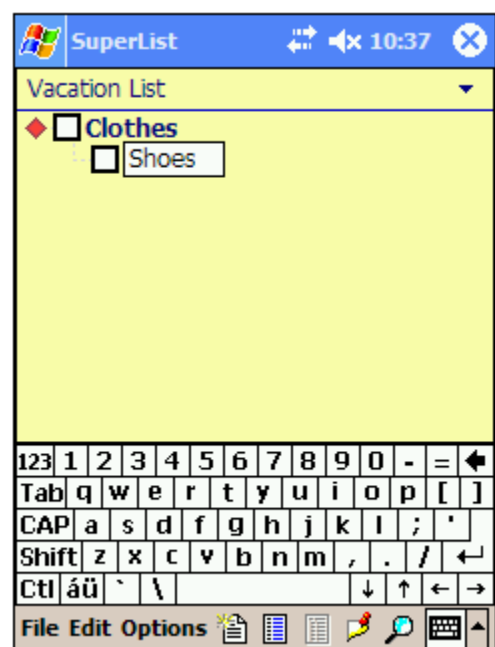 SuperList 10:37
Vacation List
Clothes
Shoes
123 1 2 3 4 5 6 7 8 9 0 - =
Tab q w e r t y u i o p [ ]
CAP a s d f g h j k l ; '
Shift z x c v b n m , . /
Ctl áü ` \
File Edit Options